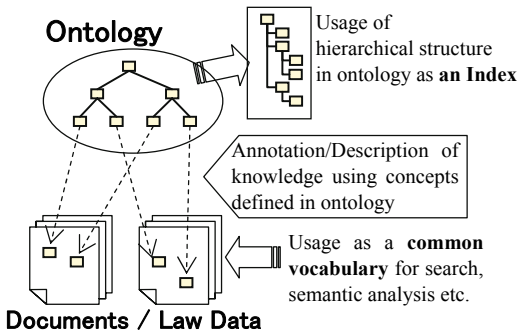 Ontology
Usage of
hierarchical structure
in ontology as an Index
Annotation/Description of
knowledge using concepts
defined in ontology
Usage as a common
vocabulary for search,
semantic analysis etc.
Documents / Law Data